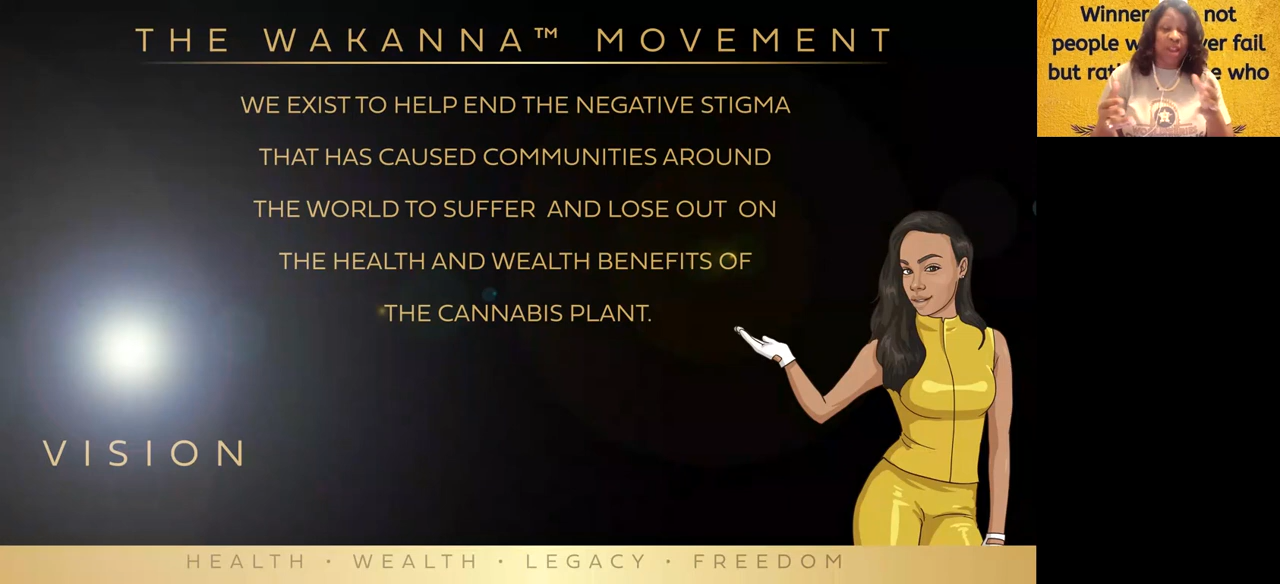 THE WAKANNA™ MOVEMENT
WE EXIST TO HELP END THE NEGATIVE STIGMA
THAT HAS CAUSED COMMUNITIES AROUND
THE WORLD TO SUFFER AND LOSE OUT ON
THE HEALTH AND WEALTH BENEFITS OF
THE CANNABIS PLANT.
VISION
HEALTH · WEALTH · LEGACY · FREEDOM
Winner not
people w ver fail
but rat e who